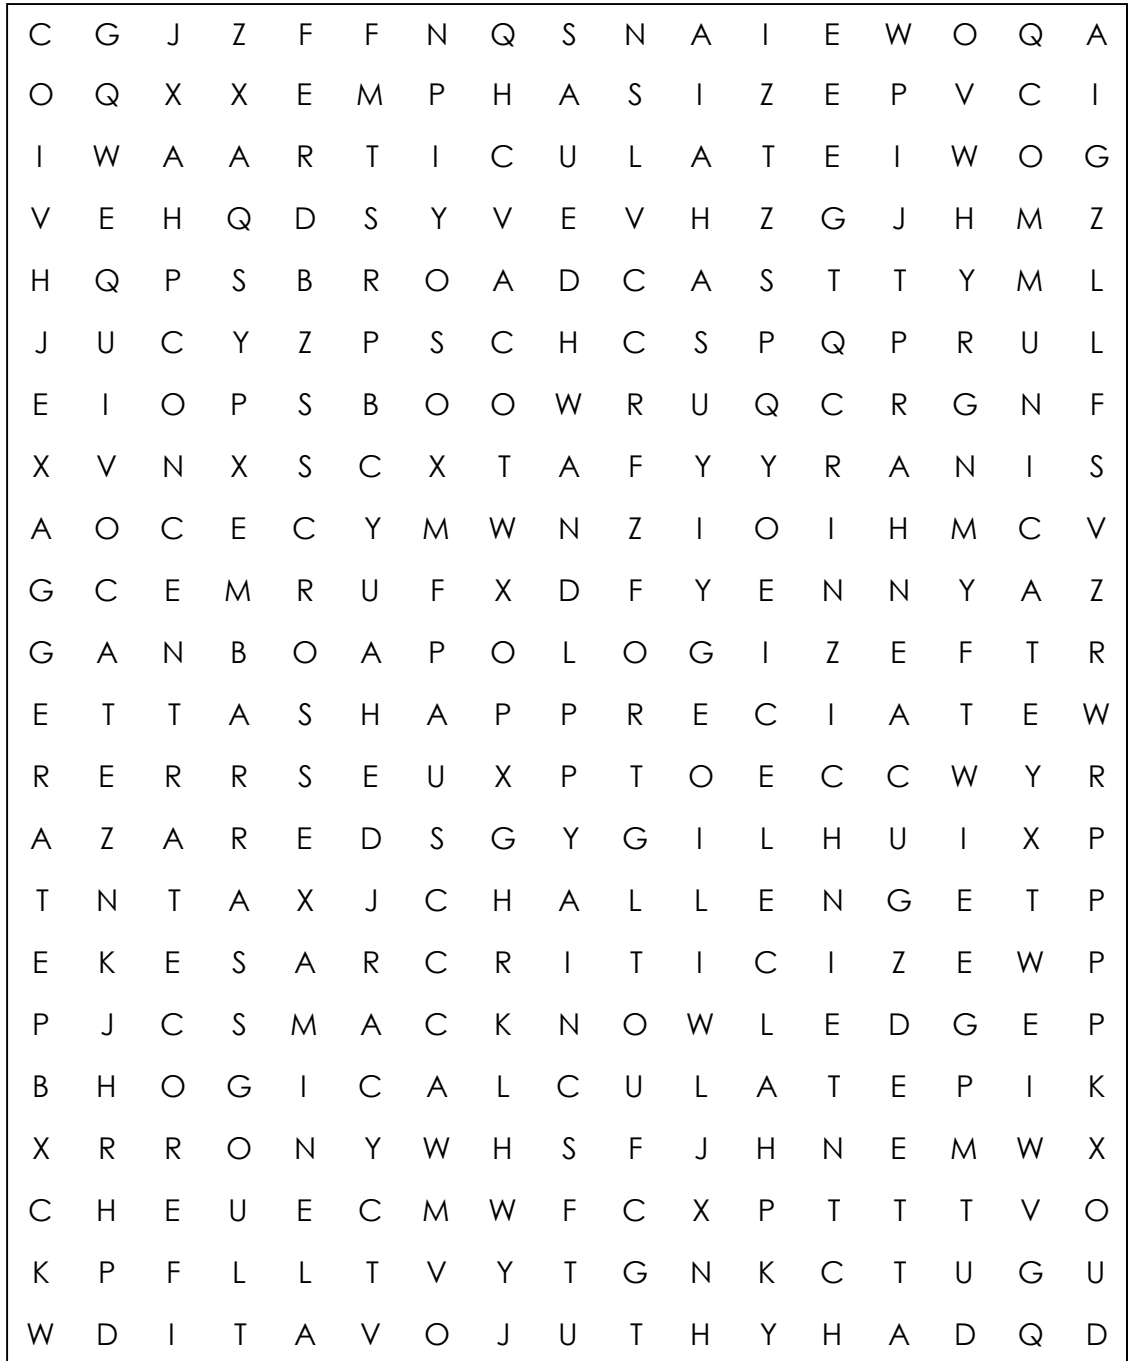 C G J Z F F N Q S N A I E W O Q A
O Q X X E M P H A S I Z E P V C I
I W A A R T I C U L A T E I W O G
V E H Q D S Y V E V H Z G J H M Z
H Q P S B R O A D C A S T T Y M L
J U C Y Z P S C H C S P Q P R U L
E I O P S B O O W R U Q C R G N F
X V N X S C X T A F Y Y R A N I S
A O C E C Y M W N Z I O I H M C V
G C E M R U F X D F Y E N N Y A Z
G A N B O A P O L O G I Z E F T R
E T T A S H A P P R E C I A T E W
R E R R S E U X P T O E C C W Y R
A Z A R E D S G Y G I L H U I X P
T N T A X J C H A L L E N G E T P
E K E S A R C R I T I C I Z E W P
P J C S M A C K N O W L E D G E P
B H O G I C A L C U L A T E P I K
X R R O N Y W H S F J H N E M W X
C H E U E C M W F C X P T T T V O
K P F L L T V Y T G N K C T U G U
W D I T A V O J U T H Y H A D Q D